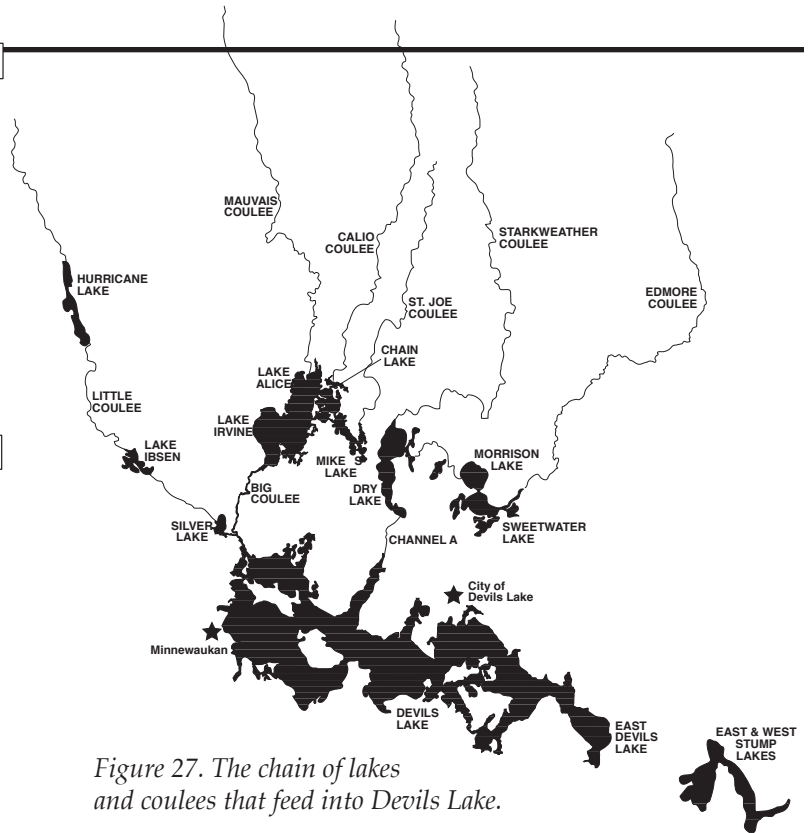 MAUVAIS
COULEE
CALIO
COULEE
STARKWEATHER
COULEE
HURRICANE
LAKE
ST. JOE
COULEE
EDMORE
COULEE
CHAIN
LAKE
LAKE
ALICE
LITTLE
COULEE
LAKE
IRVINE
LAKE
IBSEN
MIKE S
LAKE
MORRISON
LAKE
BIG
COULEE
DRY
LAKE
SILVER
LAKE
SWEETWATER
LAKE
CHANNEL A
City of
Devils Lake
Minnewaukan
DEVILS
LAKE
EAST
DEVILS
LAKE
EAST & WEST
STUMP
LAKES
Figure 27. The chain of lakes
and coulees that feed into Devils Lake.